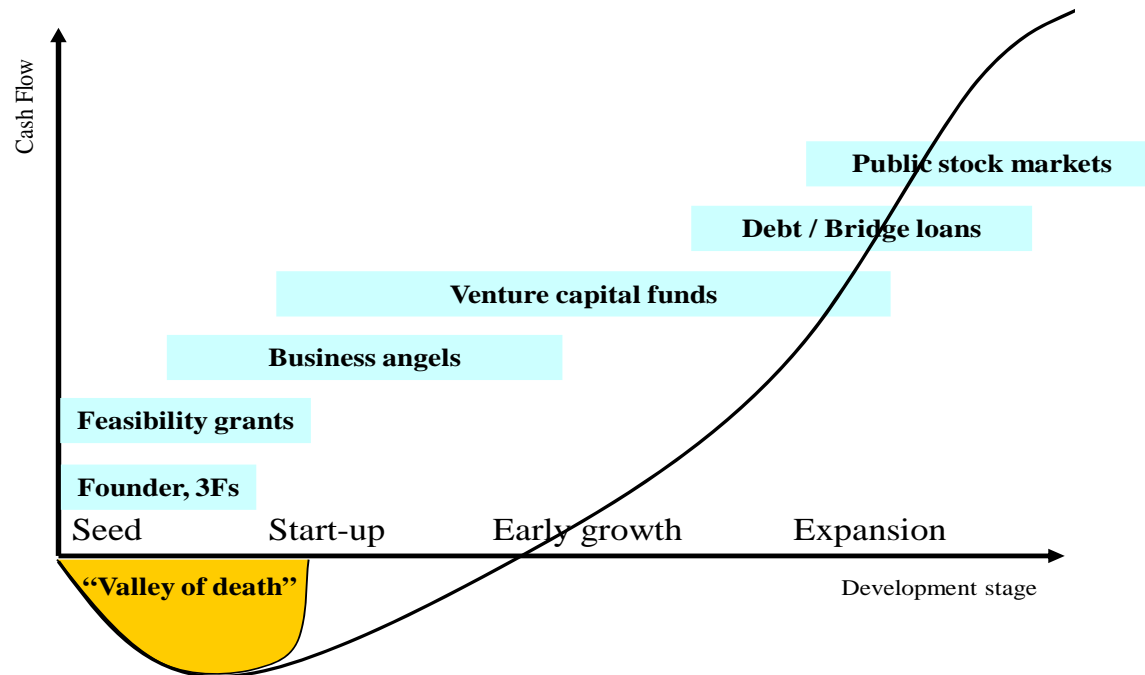 Cash Flow
Public stock markets
Debt / Bridge loans
Venture capital funds
Business angels
Feasibility grants
Founder, 3Fs
Seed Start-up Early growth Expansion
“Valley of death”
Development stage